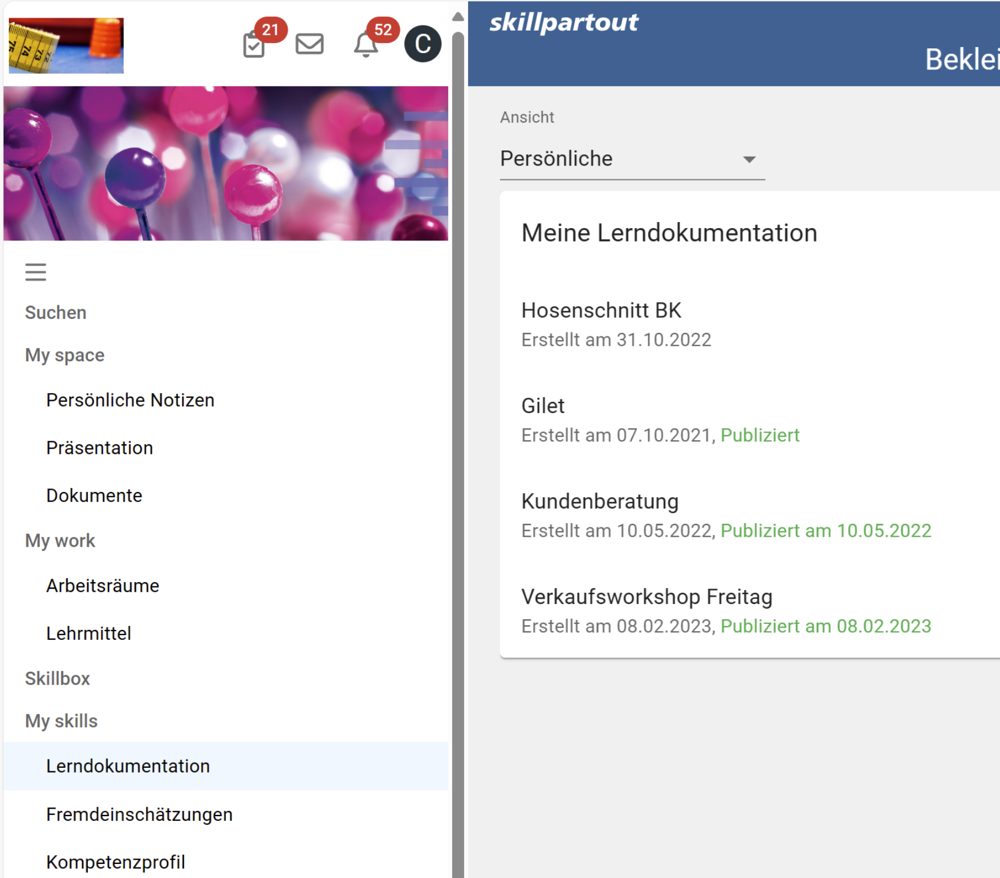 21
52
C
75
74
73
72
Suchen
My space
Persönliche Notizen
Präsentation
Dokumente
My work
Arbeitsräume
Lehrmittel
Skillbox
My skills
Lerndokumentation
Fremdeinschätzungen
Kompetenzprofil
skillpartout
Beklei
Ansicht
Persönliche
Meine Lerndokumentation
Hosenschnitt BK
Erstellt am 31.10.2022
Gilet
Erstellt am 07.10.2021, Publiziert
Kundenberatung
Erstellt am 10.05.2022, Publiziert am 10.05.2022
Verkaufsworkshop Freitag
Erstellt am 08.02.2023, Publiziert am 08.02.2023